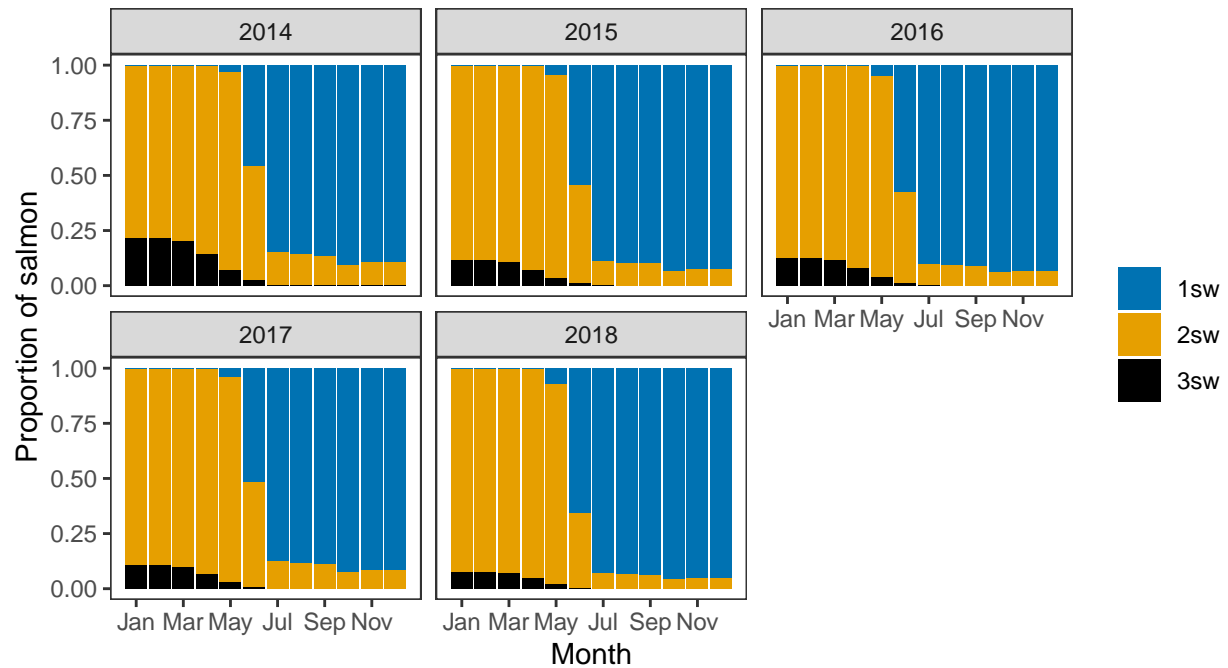 2014
2015
2016
1.00
0.75
0.50
0.25
0.00
Jan Mar May Jul Sep Nov
2017
2018
1.00
0.75
0.50
0.25
0.00
Jan Mar May Jul Sep Nov
Jan Mar May Jul Sep Nov
Month
Proportion of salmon
1sw
2sw
3sw